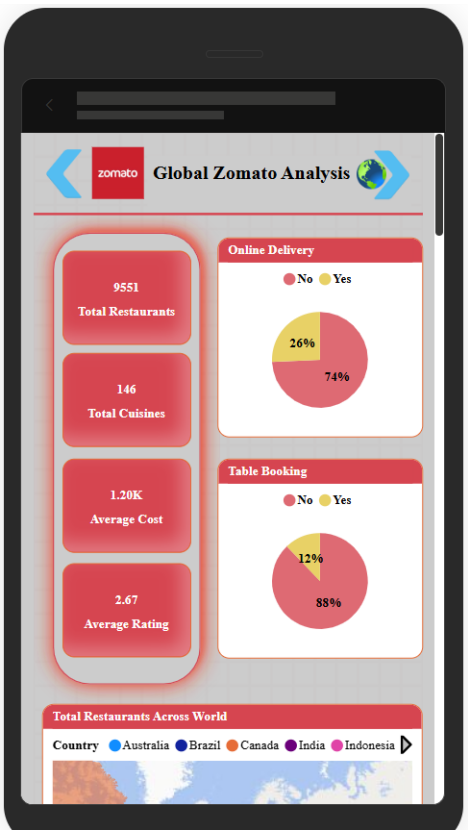 zomato
Global Zomato Analysis
9551
Total Restaurants
146
Total Cuisines
1.20K
Average Cost
2.67
Average Rating
Online Delivery
No Yes
26%
74%
Table Booking
No Yes
12%
88%
Total Restaurants Across World
Country Australia Brazil Canada India Indonesia